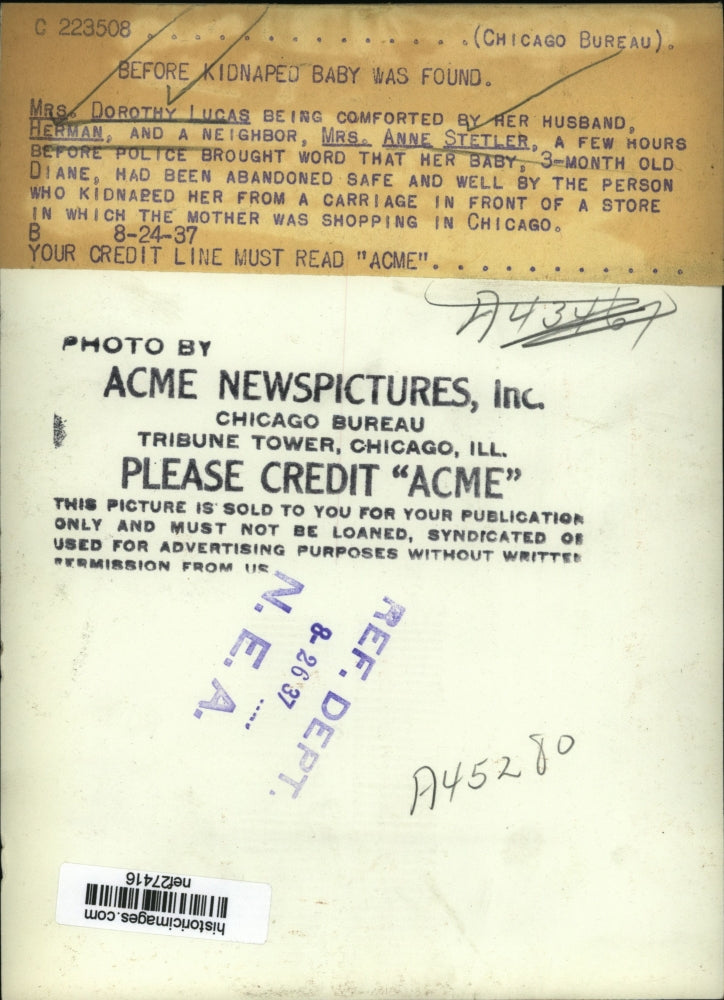 C 223508 . . . . . . . . . . . . . . (CHICAGO BUREAU).
BEFORE KIDNAPED BABY WAS FOUND.
MRS. DOROTHY LUCAS BEING COMFORTED BY HER HUSBAND,
HERMAN, AND A NEIGHBOR, MRS. ANNE STETLER, A FEW HOURS
BEFORE POLICE BROUGHT WORD THAT HER BABY, 3-MONTH OLD
DIANE, HAD BEEN ABANDONED SAFE AND WELL BY THE PERSON
WHO KIDNAPED HER FROM A CARRIAGE IN FRONT OF A STORE
IN WHICH THE MOTHER WAS SHOPPING IN CHICAGO.
B 8-24-37
YOUR CREDIT LINE MUST READ "ACME". . . . . . . . . . . .
A43467
PHOTO BY
ACME NEWSPICTURES, Inc.
CHICAGO BUREAU
TRIBUNE TOWER, CHICAGO, ILL.
PLEASE CREDIT "ACME"
THIS PICTURE IS SOLD TO YOU FOR YOUR PUBLICATION
ONLY AND MUST NOT BE LOANED, SYNDICATED OR
USED FOR ADVERTISING PURPOSES WITHOUT WRITTEN
PERMISSION FROM US
REF. DEPT.
8-26 37
N. E. A.
A45280
historicimages.com
nef27416